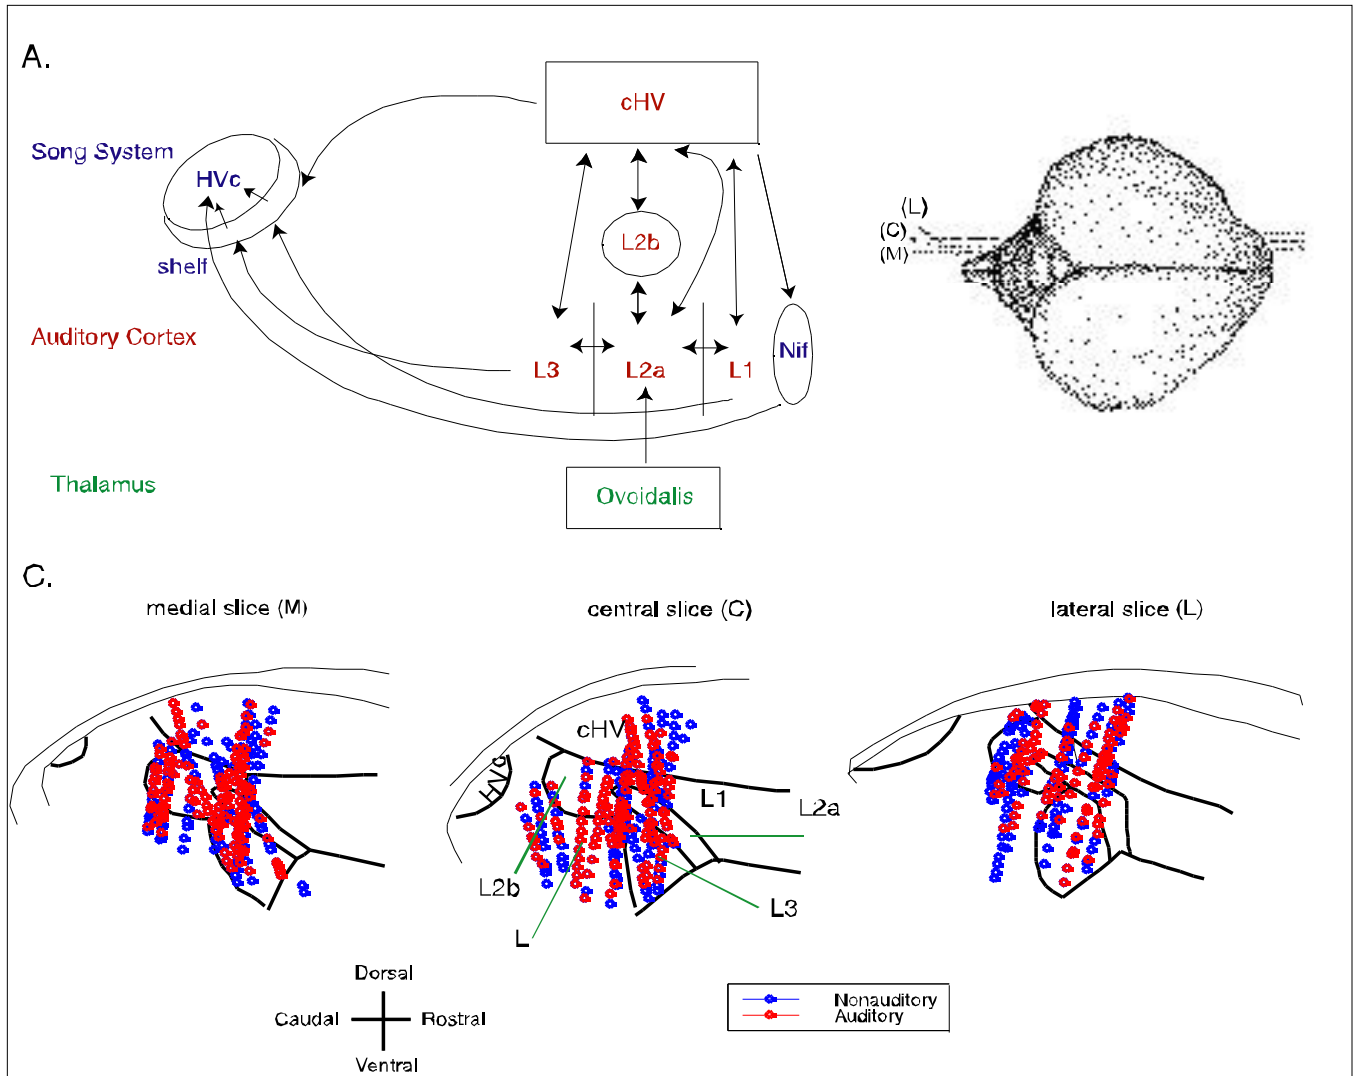 A.
cHV
Song System
HVc
(L)
(C)
(M)
L2b
shelf
Auditory Cortex
Nif
L3
L2a
L1
Thalamus
Ovoidalis
C.
medial slice (M)
central slice (C)
lateral slice (L)
cHV
HVc
L1
L2a
L2b
L3
L
Dorsal
Caudal
Rostral
Ventral
Nonauditory
Auditory